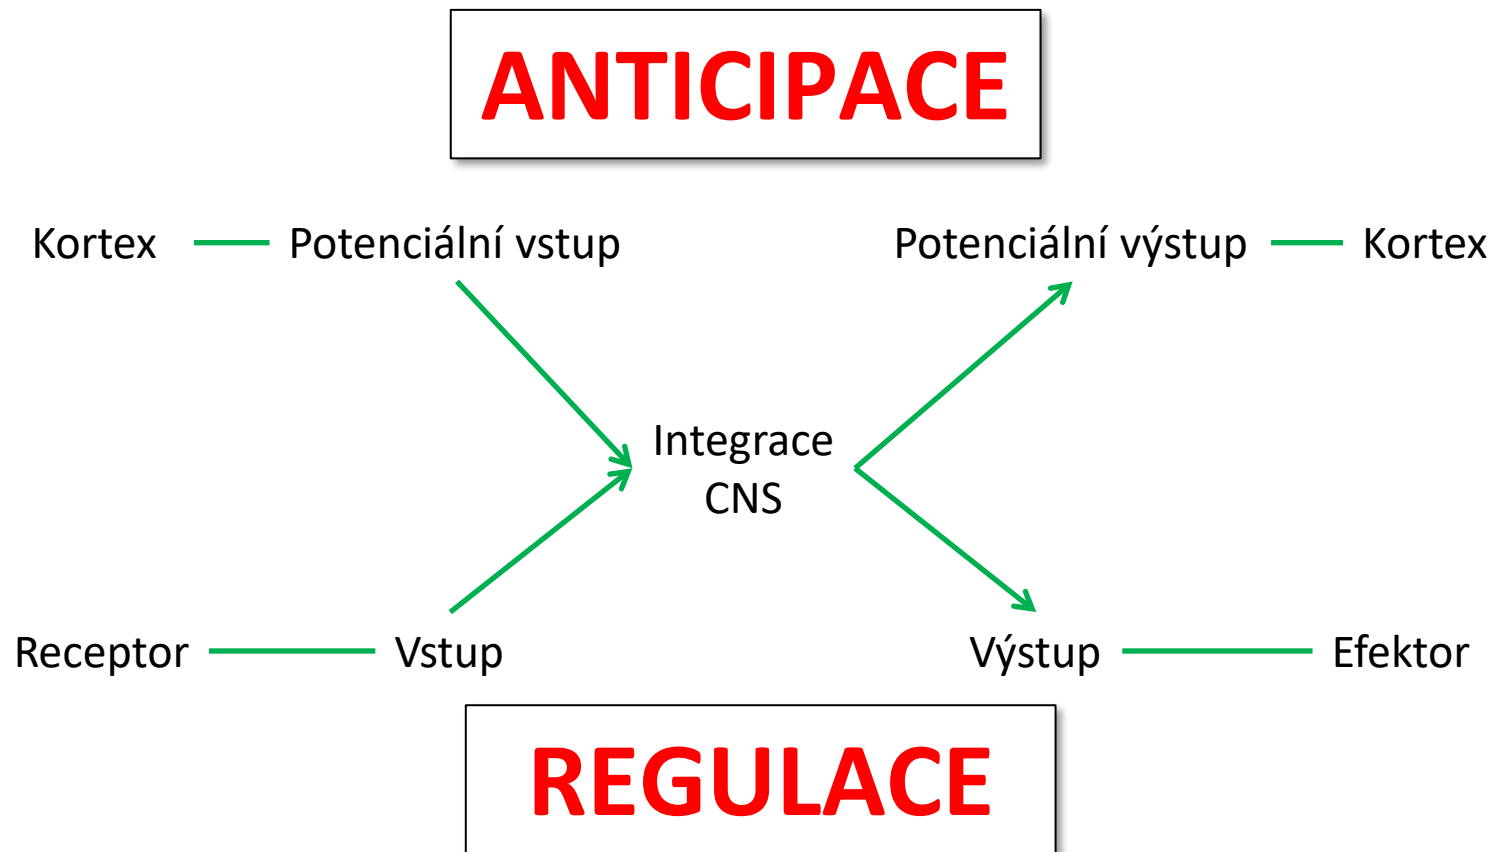 ANTICIPACE
Kortex
Potenciální vstup
Potenciální výstup
Kortex
Integrace
CNS
Receptor
Vstup
Výstup
Efektor
REGULACE